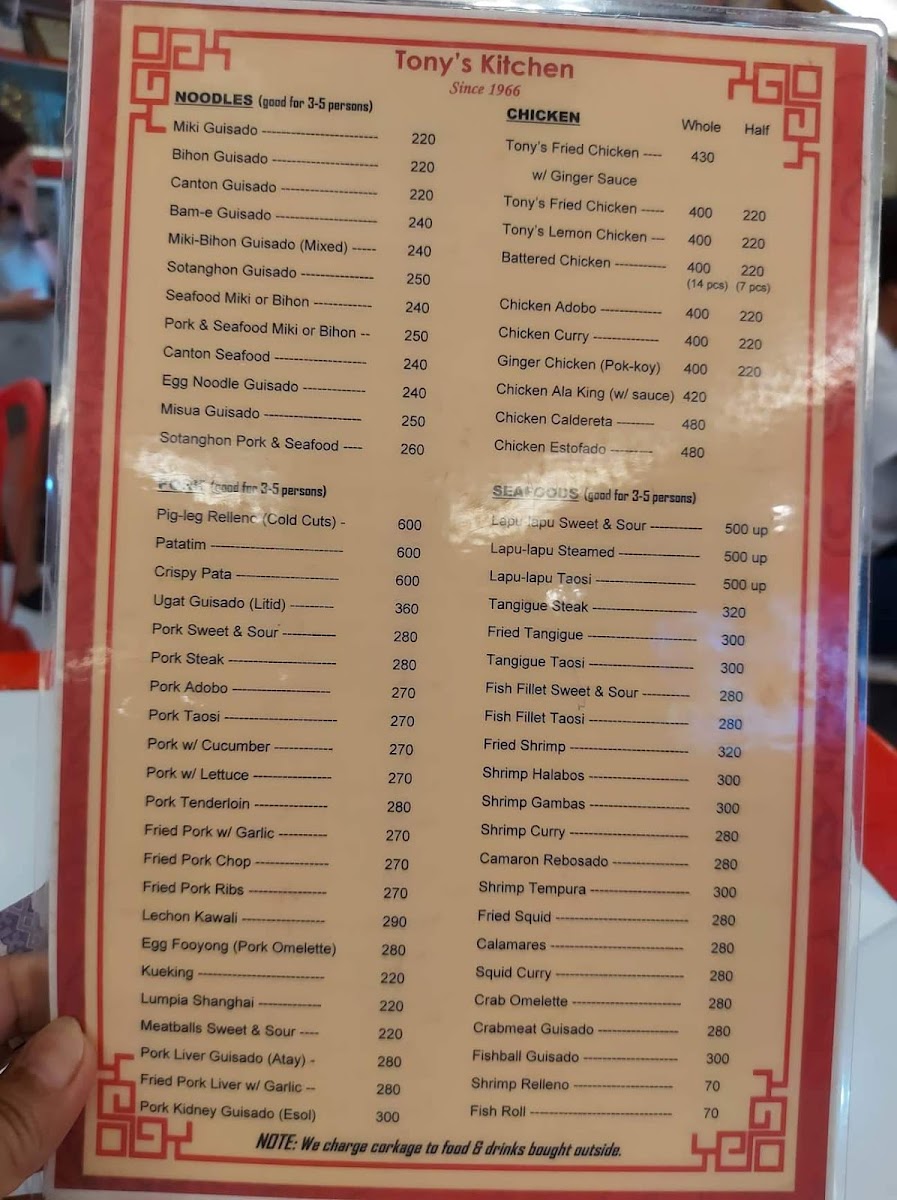 Tony's Kitchen
Since 1966
NOODLES (good for 3-5 persons)
Miki Guisado ---------------------- 220
Bihon Guisado -------------------- 220
Canton Guisado ------------------ 220
Bam-e Guisado ------------------- 240
Miki-Bihon Guisado (Mixed) ----- 240
Sotanghon Guisado -------------- 250
Seafood Miki or Bihon ----------- 240
Pork & Seafood Miki or Bihon -- 250
Canton Seafood ----------------- 240
Egg Noodle Guisado ------------ 240
Misua Guisado ------------------- 250
Sotanghon Pork & Seafood ---- 260
PORK (good for 3-5 persons)
Pig-leg Relleno (Cold Cuts) - 600
Patatim ------------------------- 600
Crispy Pata -------------------- 600
Ugat Guisado (Litid) --------- 360
Pork Sweet & Sour ----------- 280
Pork Steak --------------------- 280
Pork Adobo ------------------- 270
Pork Taosi ---------------------- 270
Pork w/ Cucumber ------------ 270
Pork w/ Lettuce --------------- 270
Pork Tenderloin --------------- 280
Fried Pork w/ Garlic ---------- 270
Fried Pork Chop -------------- 270
Fried Pork Ribs --------------- 270
Lechon Kawali ---------------- 290
Egg Fooyong (Pork Omelette) 280
Kueking ------------------------ 220
Lumpia Shanghai ------------ 220
Meatballs Sweet & Sour ---- 220
Pork Liver Guisado (Atay) - 280
Fried Pork Liver w/ Garlic -- 280
Pork Kidney Guisado (Esol) 300
CHICKEN Whole Half
Tony's Fried Chicken ---- 430
w/ Ginger Sauce
Tony's Fried Chicken ----- 400 220
Tony's Lemon Chicken --- 400 220
Battered Chicken ----------- 400 220
(14 pcs) (7 pcs)
Chicken Adobo ------------- 400 220
Chicken Curry -------------- 400 220
Ginger Chicken (Pok-koy) 400 220
Chicken Ala King (w/ sauce) 420
Chicken Caldereta -------- 480
Chicken Estofado --------- 480
SEAFOODS (good for 3-5 persons)
Lapu-lapu Sweet & Sour ----------- 500 up
Lapu-lapu Steamed ---------------- 500 up
Lapu-lapu Taosi --------------------- 500 up
Tangigue Steak --------------------- 320
Fried Tangigue ---------------------- 300
Tangigue Taosi --------------------- 300
Fish Fillet Sweet & Sour ---------- 280
Fish Fillet Taosi --------------------- 280
Fried Shrimp ------------------------ 320
Shrimp Halabos -------------------- 300
Shrimp Gambas -------------------- 300
Shrimp Curry ------------------------ 280
Camaron Rebosado --------------- 280
Shrimp Tempura ------------------- 300
Fried Squid -------------------------- 280
Calamares --------------------------- 280
Squid Curry -------------------------- 280
Crab Omelette ---------------------- 280
Crabmeat Guisado ---------------- 280
Fishball Guisado ------------------- 300
Shrimp Relleno -------------------- 70
Fish Roll ---------------------------- 70
NOTE: We charge corkage to food & drinks bought outside.